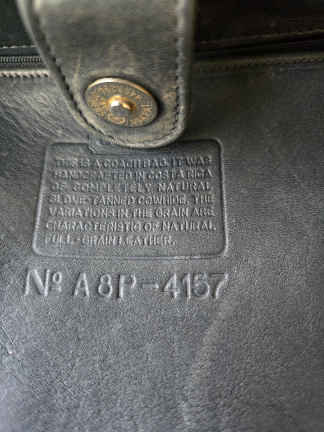 THIS IS A COACH BAG. IT WAS
HANDCRAFTED IN COSTA RICA
OF COMPLETELY NATURAL
GLOVE TANNED COWHIDE. THE
VARIATIONS IN THE GRAIN ARE
CHARACTERISTIC OF NATURAL
FULL-GRAIN LEATHER.
Nº A8P-4157